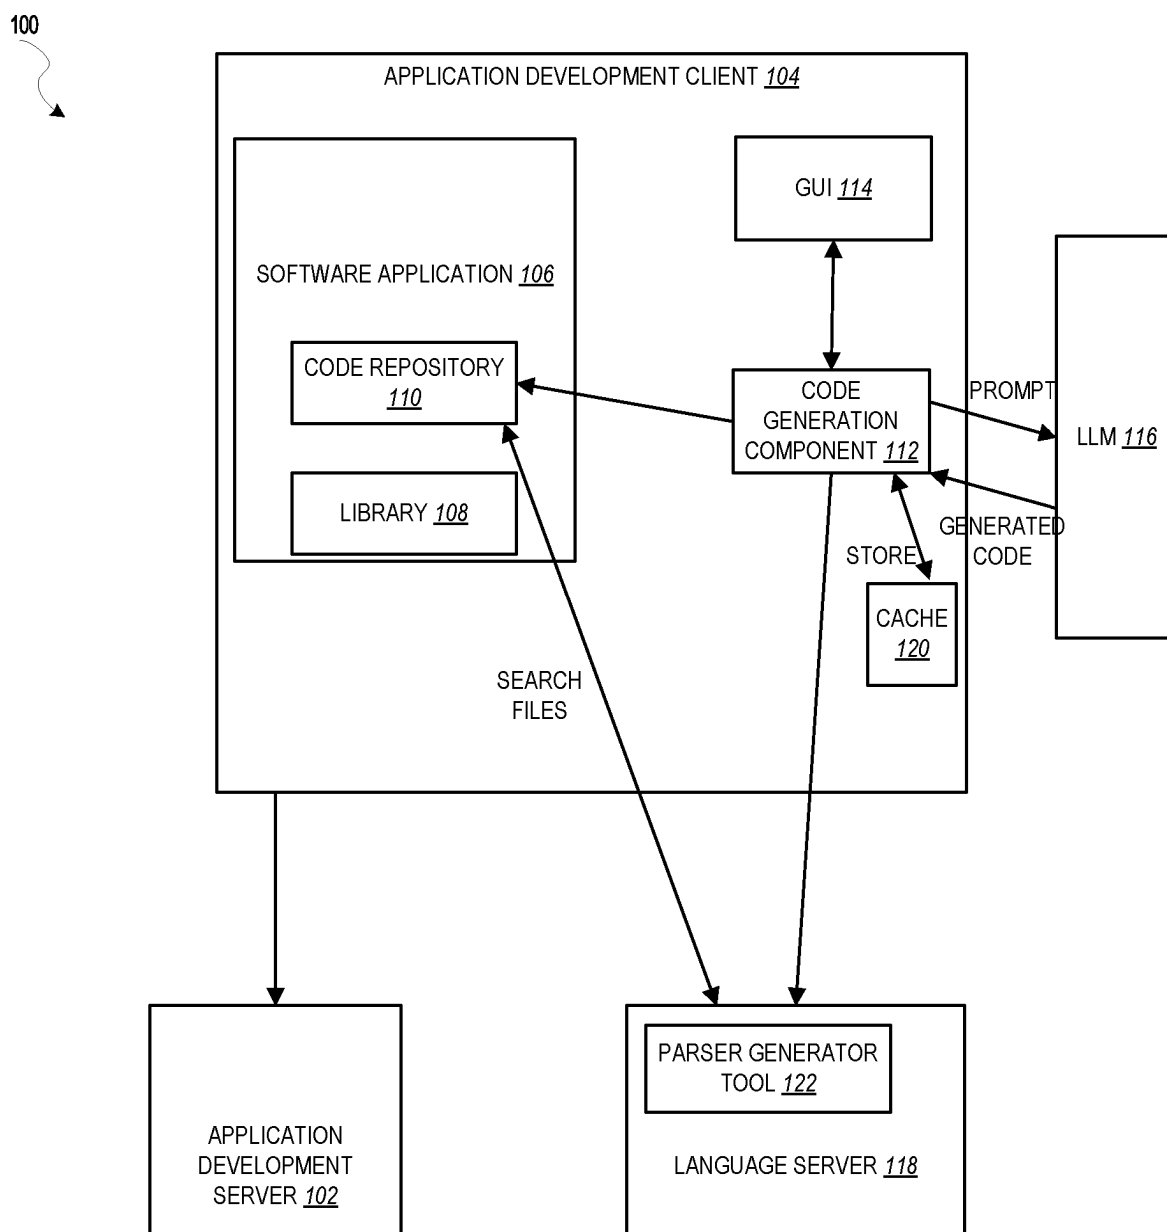 100
APPLICATION DEVELOPMENT CLIENT 104
GUI 114
SOFTWARE APPLICATION 106
CODE REPOSITORY
110
LIBRARY 108
CODE
GENERATION
COMPONENT 112
PROMPT
LLM 116
GENERATED
CODE
STORE
CACHE
120
SEARCH
FILES
PARSER GENERATOR
TOOL 122
LANGUAGE SERVER 118
APPLICATION
DEVELOPMENT
SERVER 102